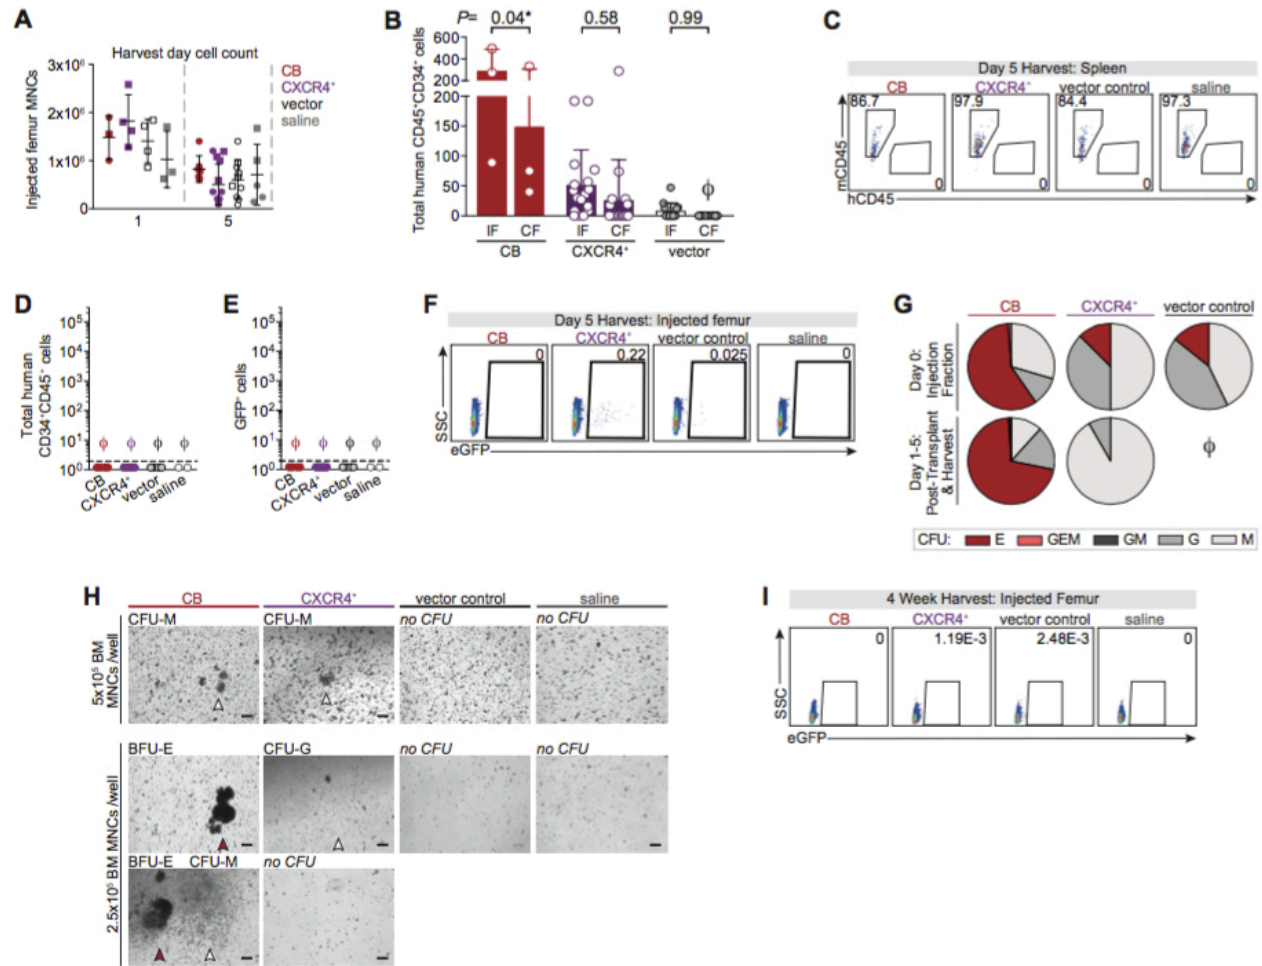 A
Harvest day cell count
Injected femur MNCs
3x10⁶
2x10⁶
1x10⁶
0
1
5
CB
CXCR4⁺
vector
saline
B
P= 0.04* 0.58 0.99
Total human CD45⁺CD34⁺ cells
600
400
200
200
150
100
50
0
IF CF IF CF IF CF
CB CXCR4⁺ vector
ϕ
C
Day 5 Harvest: Spleen
CB CXCR4⁺ vector control saline
86.7 97.9 84.4 97.3
0 0 0 0
mCD45
hCD45
D
Total human
CD34⁺CD45⁺ cells
10⁵
10⁴
10³
10²
10¹
10⁰
ϕ ϕ ϕ ϕ
CB CXCR4⁺ vector saline
E
GFP⁺ cells
10⁵
10⁴
10³
10²
10¹
10⁰
ϕ ϕ ϕ ϕ
CB CXCR4⁺ vector saline
F
Day 5 Harvest: Injected femur
CB CXCR4⁺ vector control saline
0 0.22 0.025 0
SSC
eGFP
G
CB CXCR4⁺ vector control
Day 0:
Injection
Fraction
Day 1-5:
Post-Transplant
& Harvest
ϕ
CFU: E GEM GM G M
H
CB CXCR4⁺ vector control saline
5x10⁵ BM
MNCs /well
CFU-M CFU-M no CFU no CFU
2.5x10⁵ BM MNCs /well
BFU-E CFU-G no CFU no CFU
BFU-E CFU-M no CFU
I
4 Week Harvest: Injected Femur
CB CXCR4⁺ vector control saline
0 1.19E-3 2.48E-3 0
SSC
eGFP